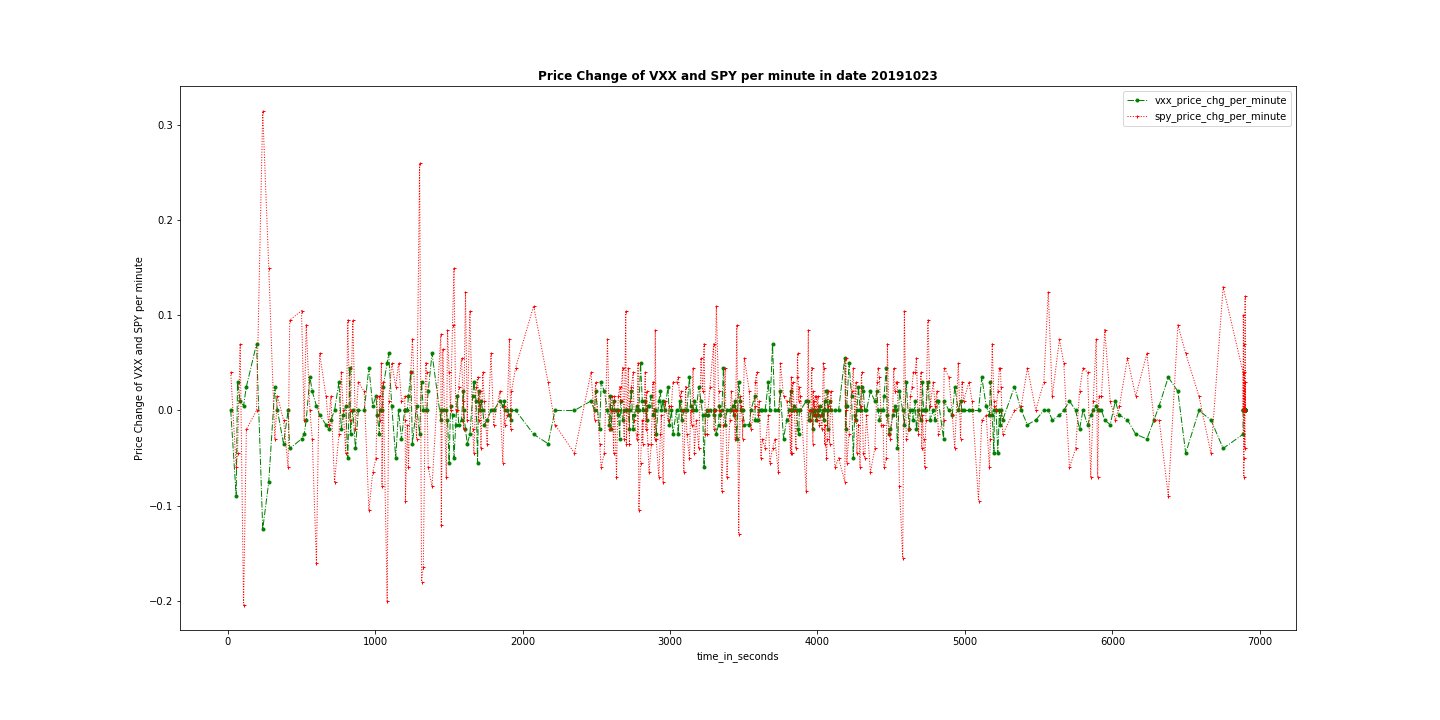 Price Change of VXX and SPY per minute in date 20191023
vxx_price_chg_per_minute
spy_price_chg_per_minute
Price Change of VXX and SPY per minute
0.3
0.2
0.1
0.0
−0.1
−0.2
0 1000 2000 3000 4000 5000 6000 7000
time_in_seconds